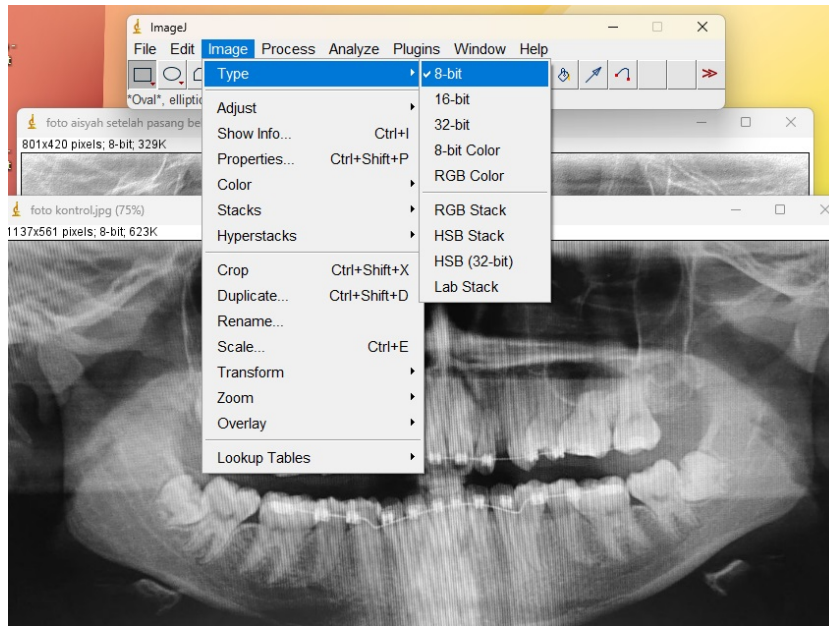 ImageJ
File Edit Image Process Analyze Plugins Window Help
*Oval*, elliptic
Type
Adjust
Show Info... Ctrl+I
Properties... Ctrl+Shift+P
Color
Stacks
Hyperstacks
Crop Ctrl+Shift+X
Duplicate... Ctrl+Shift+D
Rename...
Scale... Ctrl+E
Transform
Zoom
Overlay
Lookup Tables
8-bit
16-bit
32-bit
8-bit Color
RGB Color
RGB Stack
HSB Stack
HSB (32-bit)
Lab Stack
foto aisyah setelah pasang be
801x420 pixels; 8-bit; 329K
foto kontrol.jpg (75%)
1137x561 pixels; 8-bit; 623K